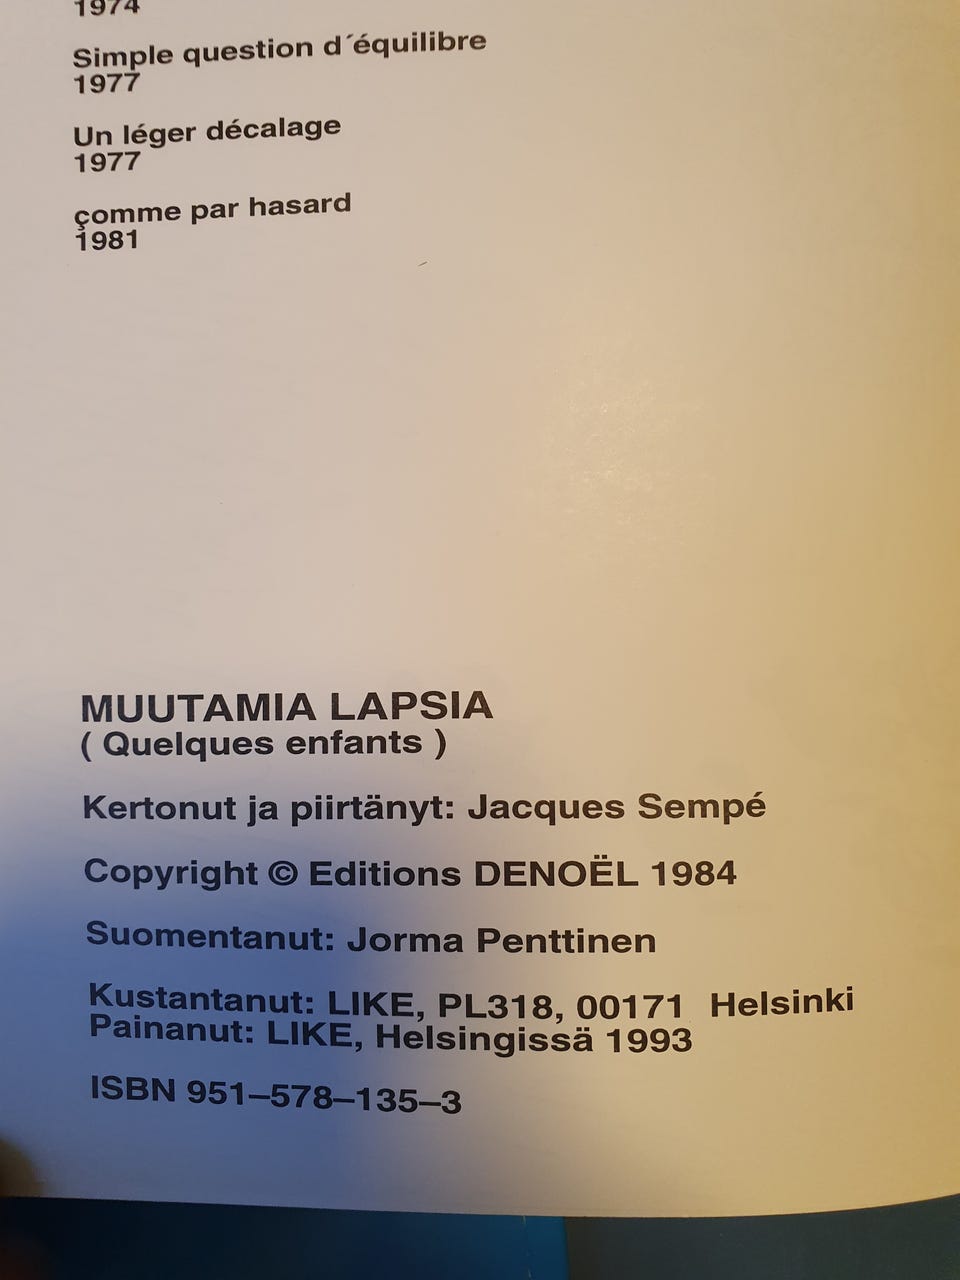 1974
Simple question d´équilibre
1977
Un léger décalage
1977
çomme par hasard
1981
MUUTAMIA LAPSIA
( Quelques enfants )
Kertonut ja piirtänyt: Jacques Sempé
Copyright © Editions DENOËL 1984
Suomentanut: Jorma Penttinen
Kustantanut: LIKE, PL318, 00171 Helsinki
Painanut: LIKE, Helsingissä 1993
ISBN 951–578–135–3